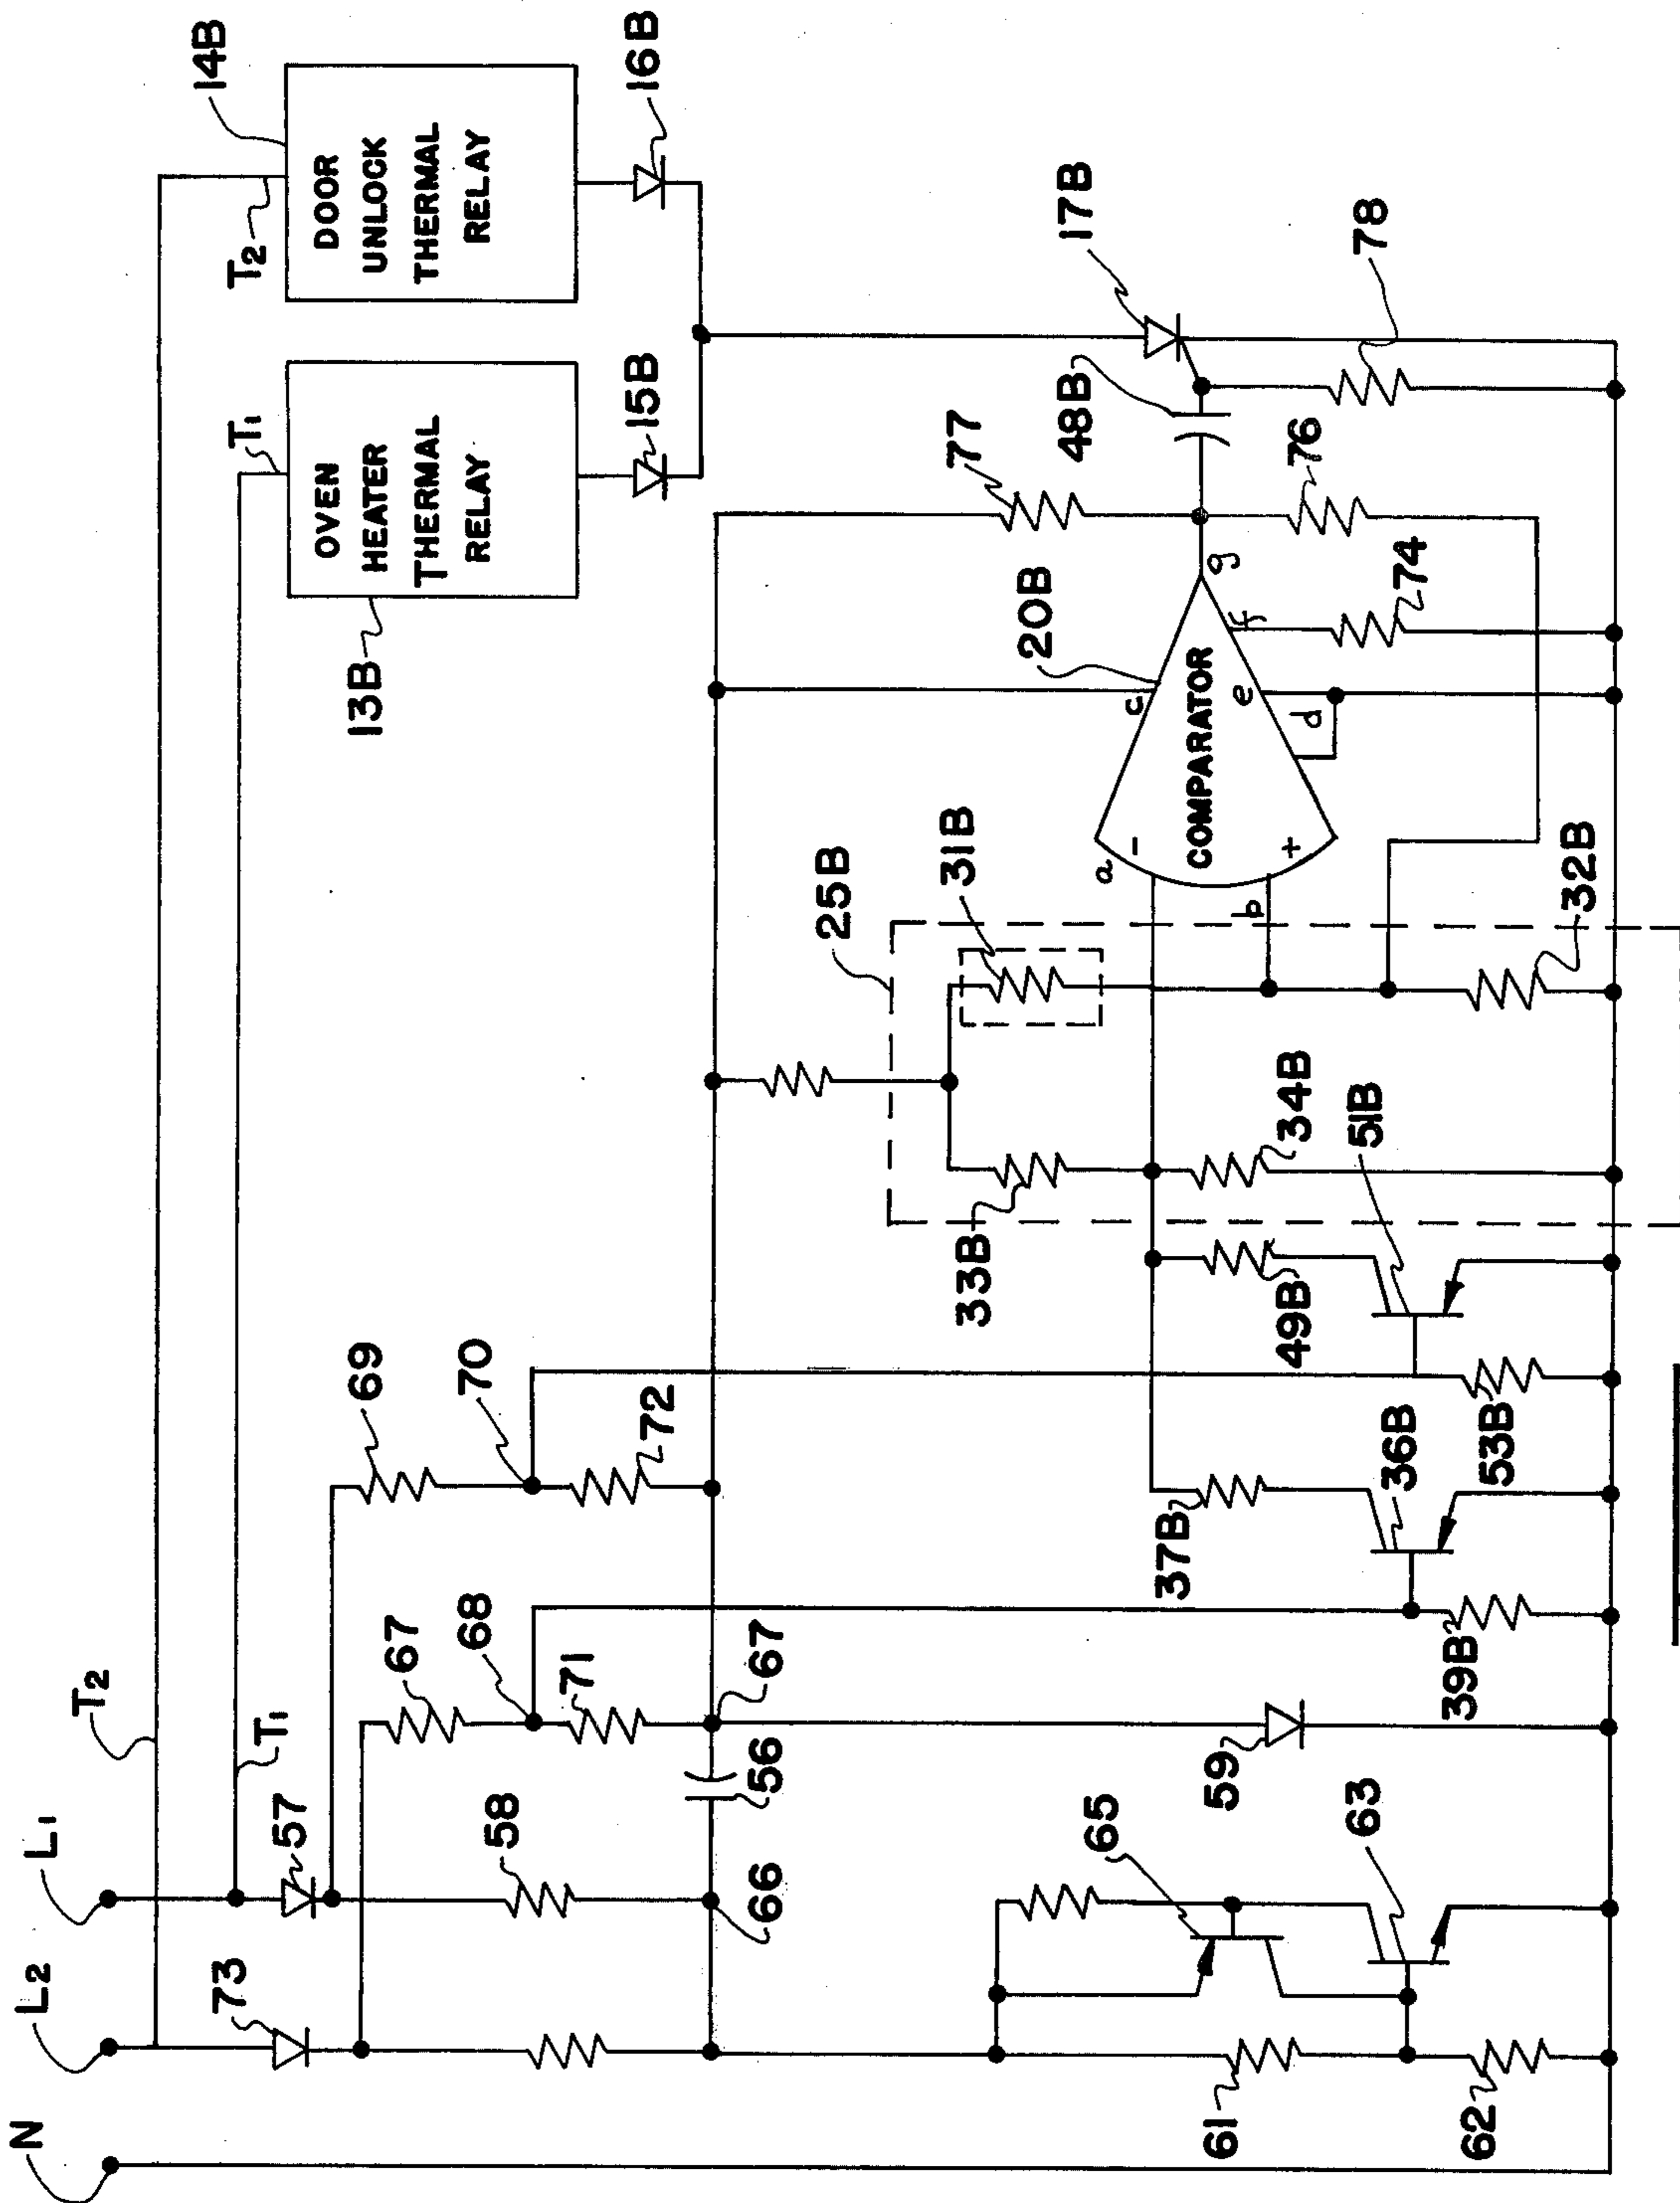 N
L2
L1
T2
T1
73
57
58
67
68
69
70
71
72
56
66
67
59
65
63
61
62
39B
36B
37B
53B
51B
49B
33B
34B
25B
31B
32B
13B
OVEN
HEATER
THERMAL
RELAY
T1
15B
14B
DOOR
UNLOCK
THERMAL
RELAY
T2
16B
20B
COMPARATOR
a
-
b
+
c
d
e
f
g
77
76
74
48B
17B
78